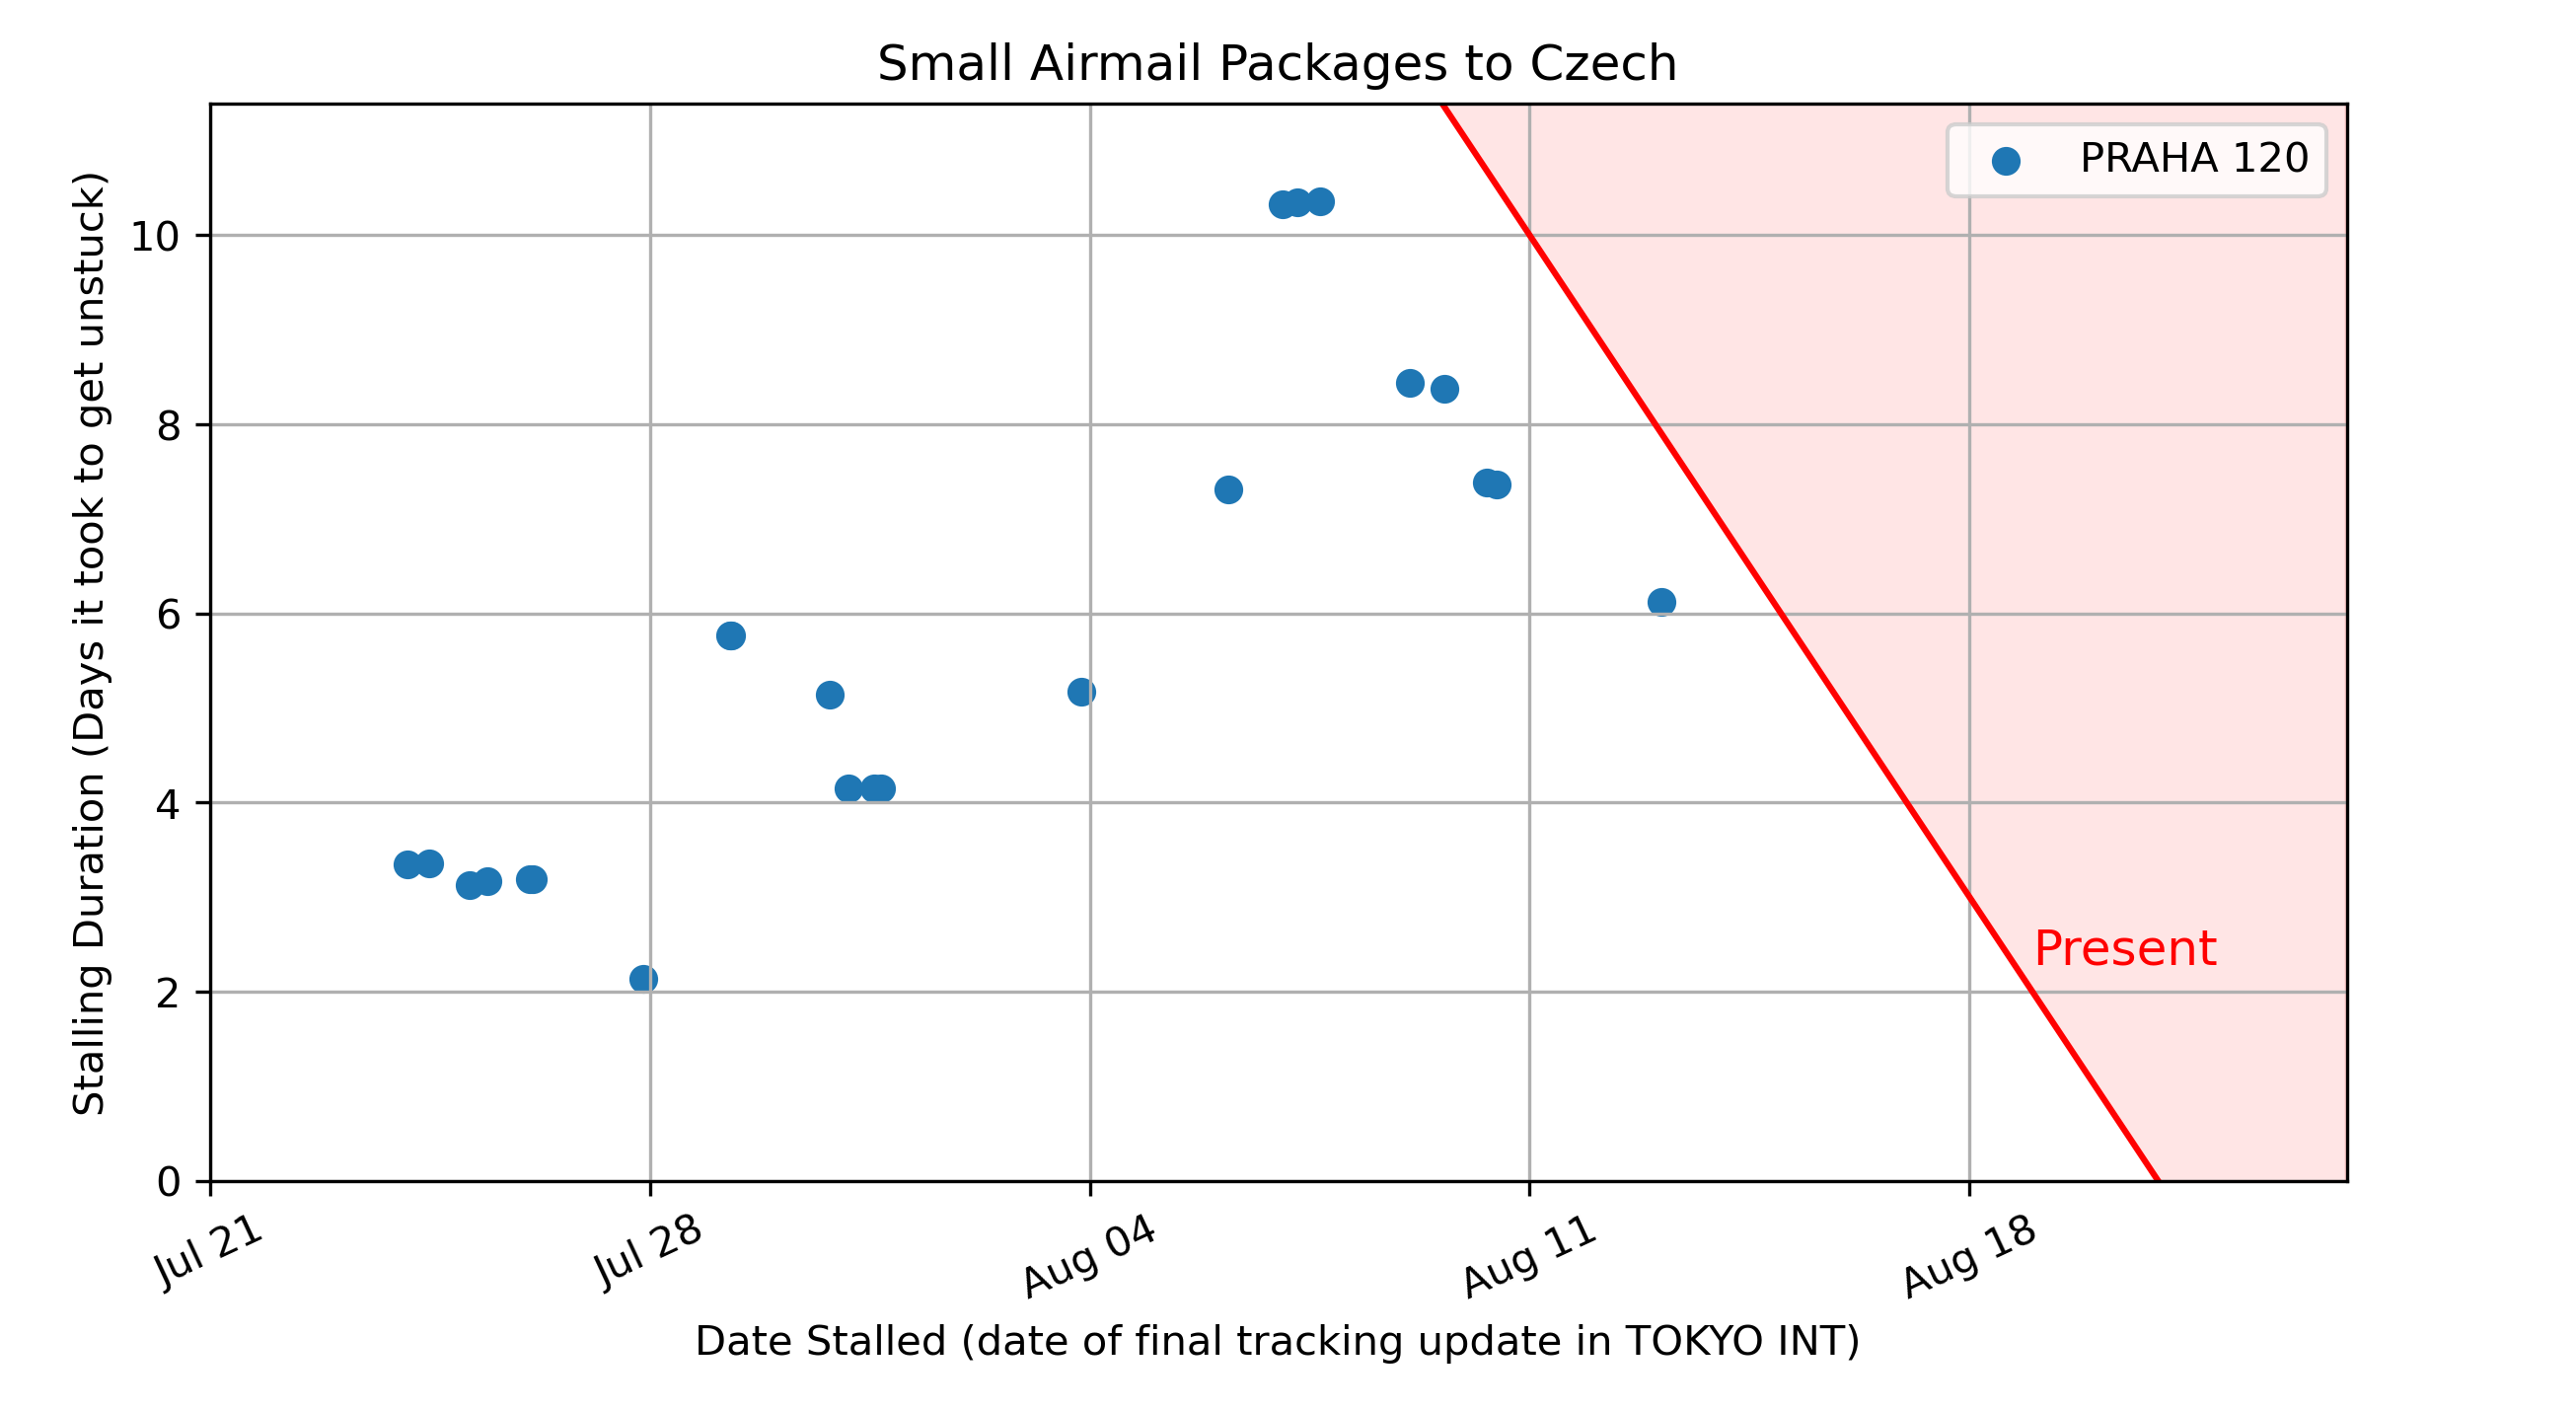 Small Airmail Packages to Czech
PRAHA 120
Stalling Duration (Days it took to get unstuck)
10
8
6
4
2
0
Present
Jul 21
Jul 28
Aug 04
Aug 11
Aug 18
Date Stalled (date of final tracking update in TOKYO INT)